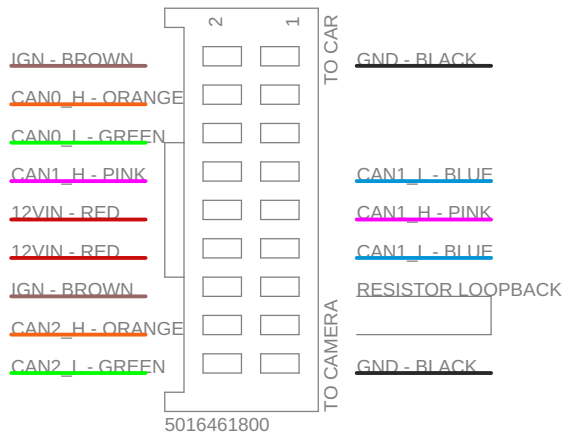 2 1
TO CAR
IGN - BROWN GND - BLACK
CAN0_H - ORANGE
CAN0_L - GREEN
CAN1_H - PINK CAN1_L - BLUE
12VIN - RED CAN1_H - PINK
12VIN - RED CAN1_L - BLUE
IGN - BROWN RESISTOR LOOPBACK
CAN2_H - ORANGE
TO CAMERA
CAN2_L - GREEN GND - BLACK
5016461800